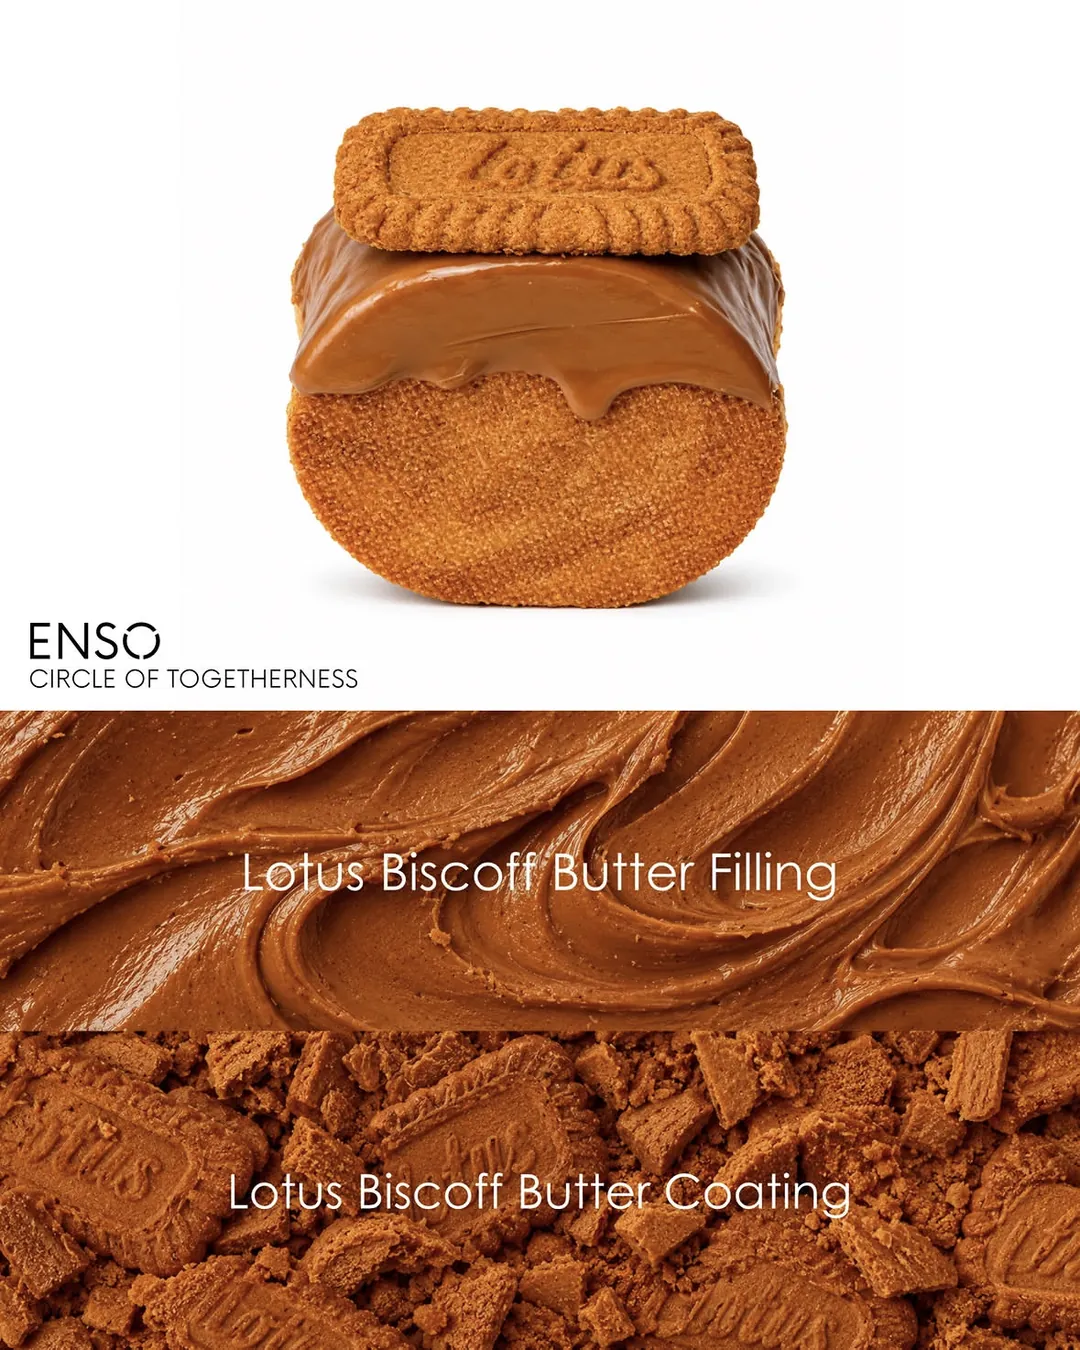 Lotus
ENSO
CIRCLE OF TOGETHERNESS
Lotus Biscoff Butter Filling
Lotus Biscoff Butter Coating